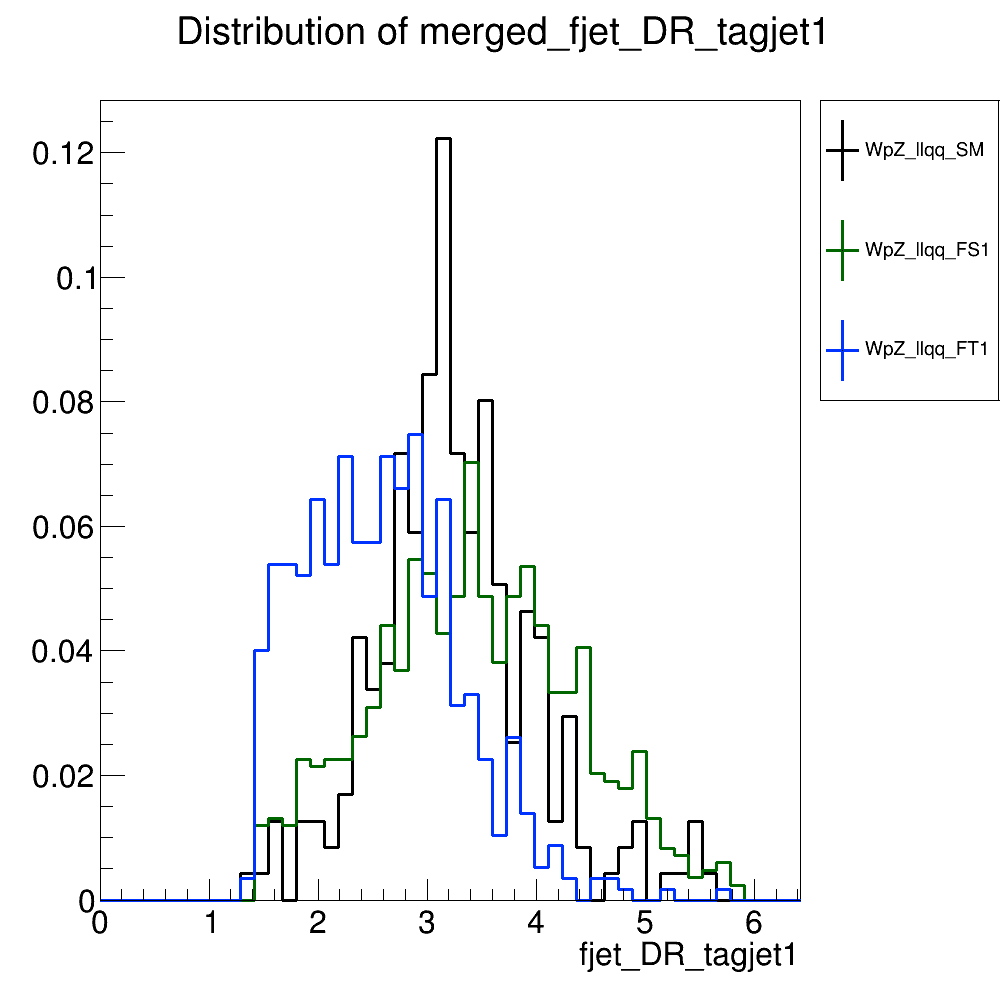 Distribution of merged_fjet_DR_tagjet1
WpZ_llqq_SM
WpZ_llqq_FS1
WpZ_llqq_FT1
0.12
0.1
0.08
0.06
0.04
0.02
0
0 1 2 3 4 5 6
fjet_DR_tagjet1